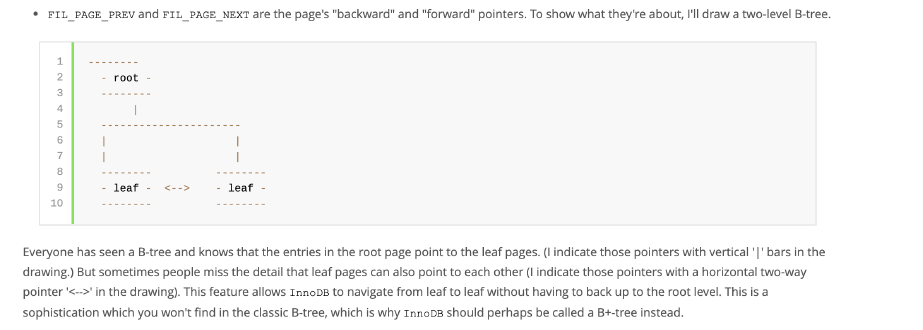 • FIL_PAGE_PREV and FIL_PAGE_NEXT are the page's "backward" and "forward" pointers. To show what they're about, I'll draw a two-level B-tree.
1 --------
2 - root -
3 --------
4 |
5 ----------------------
6 | |
7 | |
8 -------- --------
9 - leaf - <--> - leaf -
10 -------- --------
Everyone has seen a B-tree and knows that the entries in the root page point to the leaf pages. (I indicate those pointers with vertical '|' bars in the
drawing.) But sometimes people miss the detail that leaf pages can also point to each other (I indicate those pointers with a horizontal two-way
pointer '<-->' in the drawing). This feature allows InnoDB to navigate from leaf to leaf without having to back up to the root level. This is a
sophistication which you won't find in the classic B-tree, which is why InnoDB should perhaps be called a B+-tree instead.